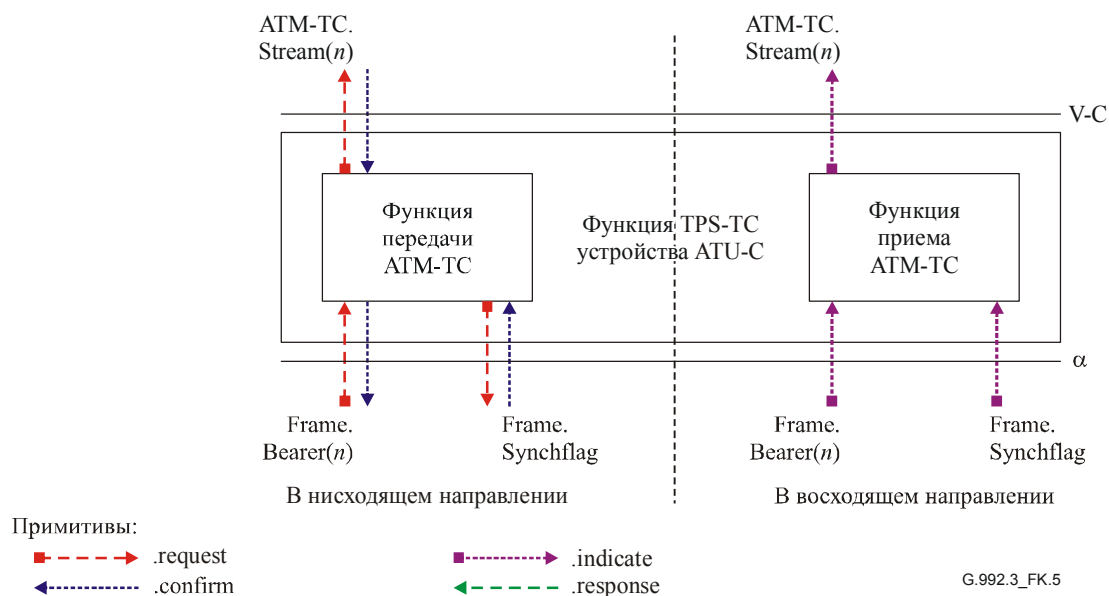 ATM-TC.
Stream(n)
ATM-TC.
Stream(n)
V-C
Функция
передачи
ATM-TC
Функция TPS-TC
устройства ATU-C
Функция
приема
ATM-TC
α
Frame.
Bearer(n)
Frame.
Synchflag
Frame.
Bearer(n)
Frame.
Synchflag
В нисходящем направлении
В восходящем направлении
Примитивы:
.request
.indicate
.confirm
.response
G.992.3_FK.5